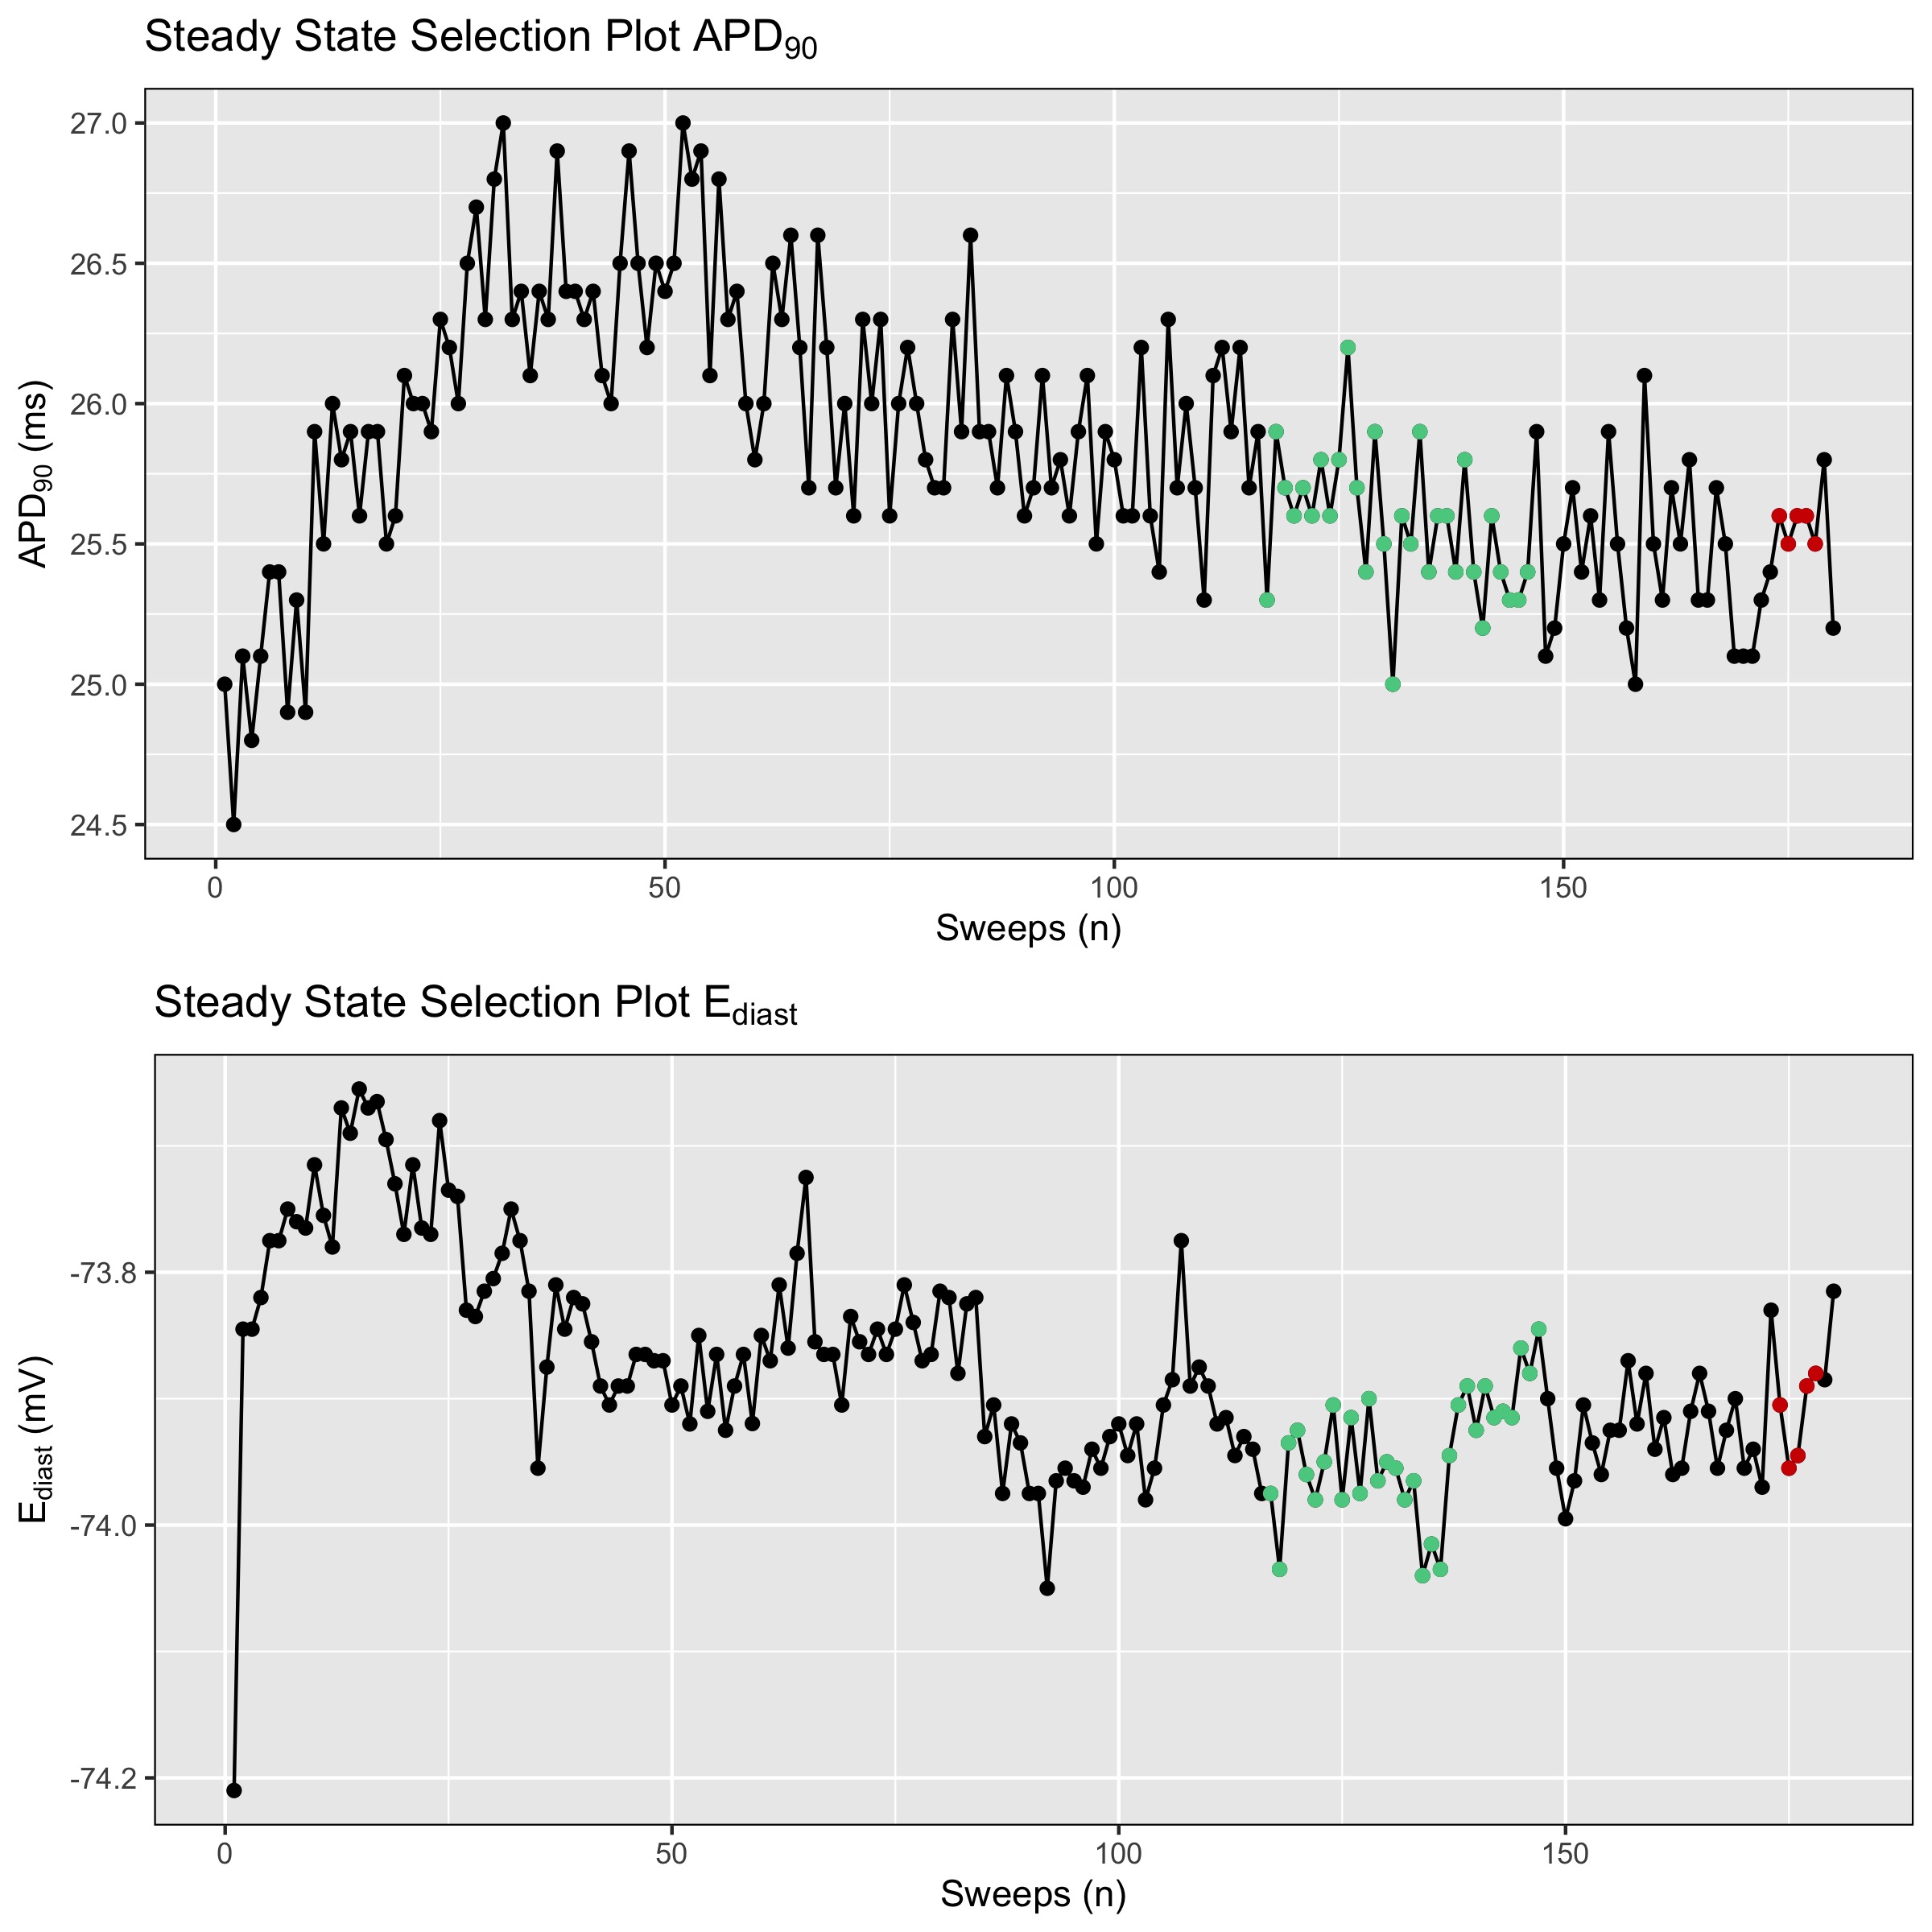 Steady State Selection Plot APD90
APD90 (ms)
27.0
26.5
26.0
25.5
25.0
24.5
0 50 100 150
Sweeps (n)
Steady State Selection Plot Ediast
Ediast (mV)
-73.8
-74.0
-74.2
0 50 100 150
Sweeps (n)